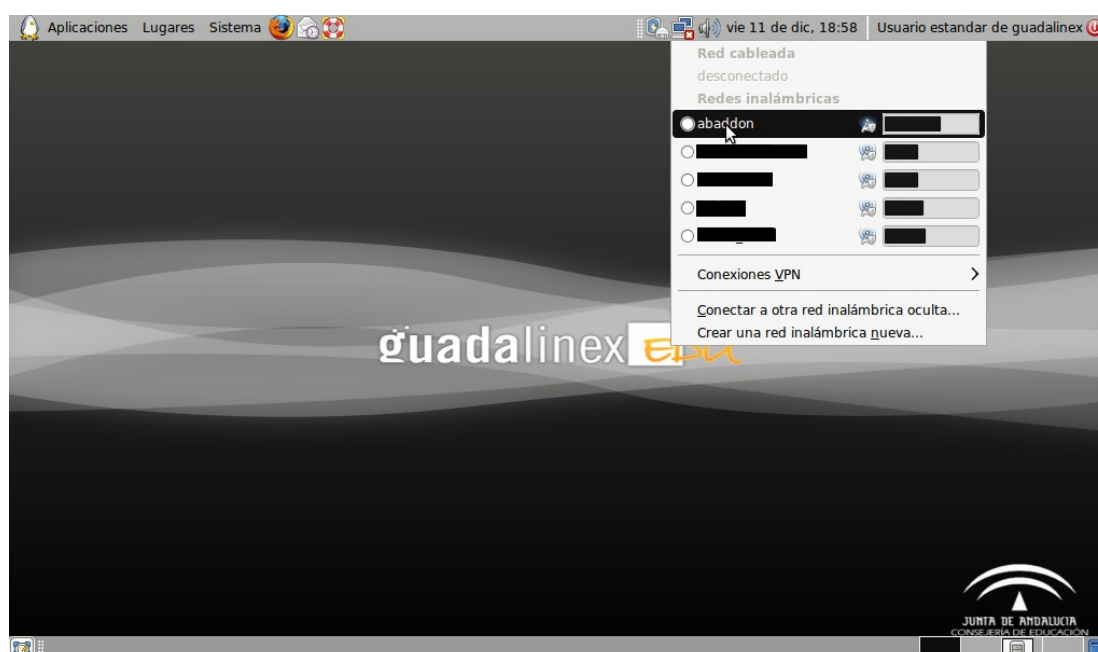 Aplicaciones Lugares Sistema vie 11 de dic, 18:58 Usuario estandar de guadalinex
Red cableada
desconectado
Redes inalámbricas
abaddon
Conexiones VPN
Conectar a otra red inalámbrica oculta...
Crear una red inalámbrica nueva...
guadalinex EDU
JUNTA DE ANDALUCIA
CONSEJERÍA DE EDUCACIÓN